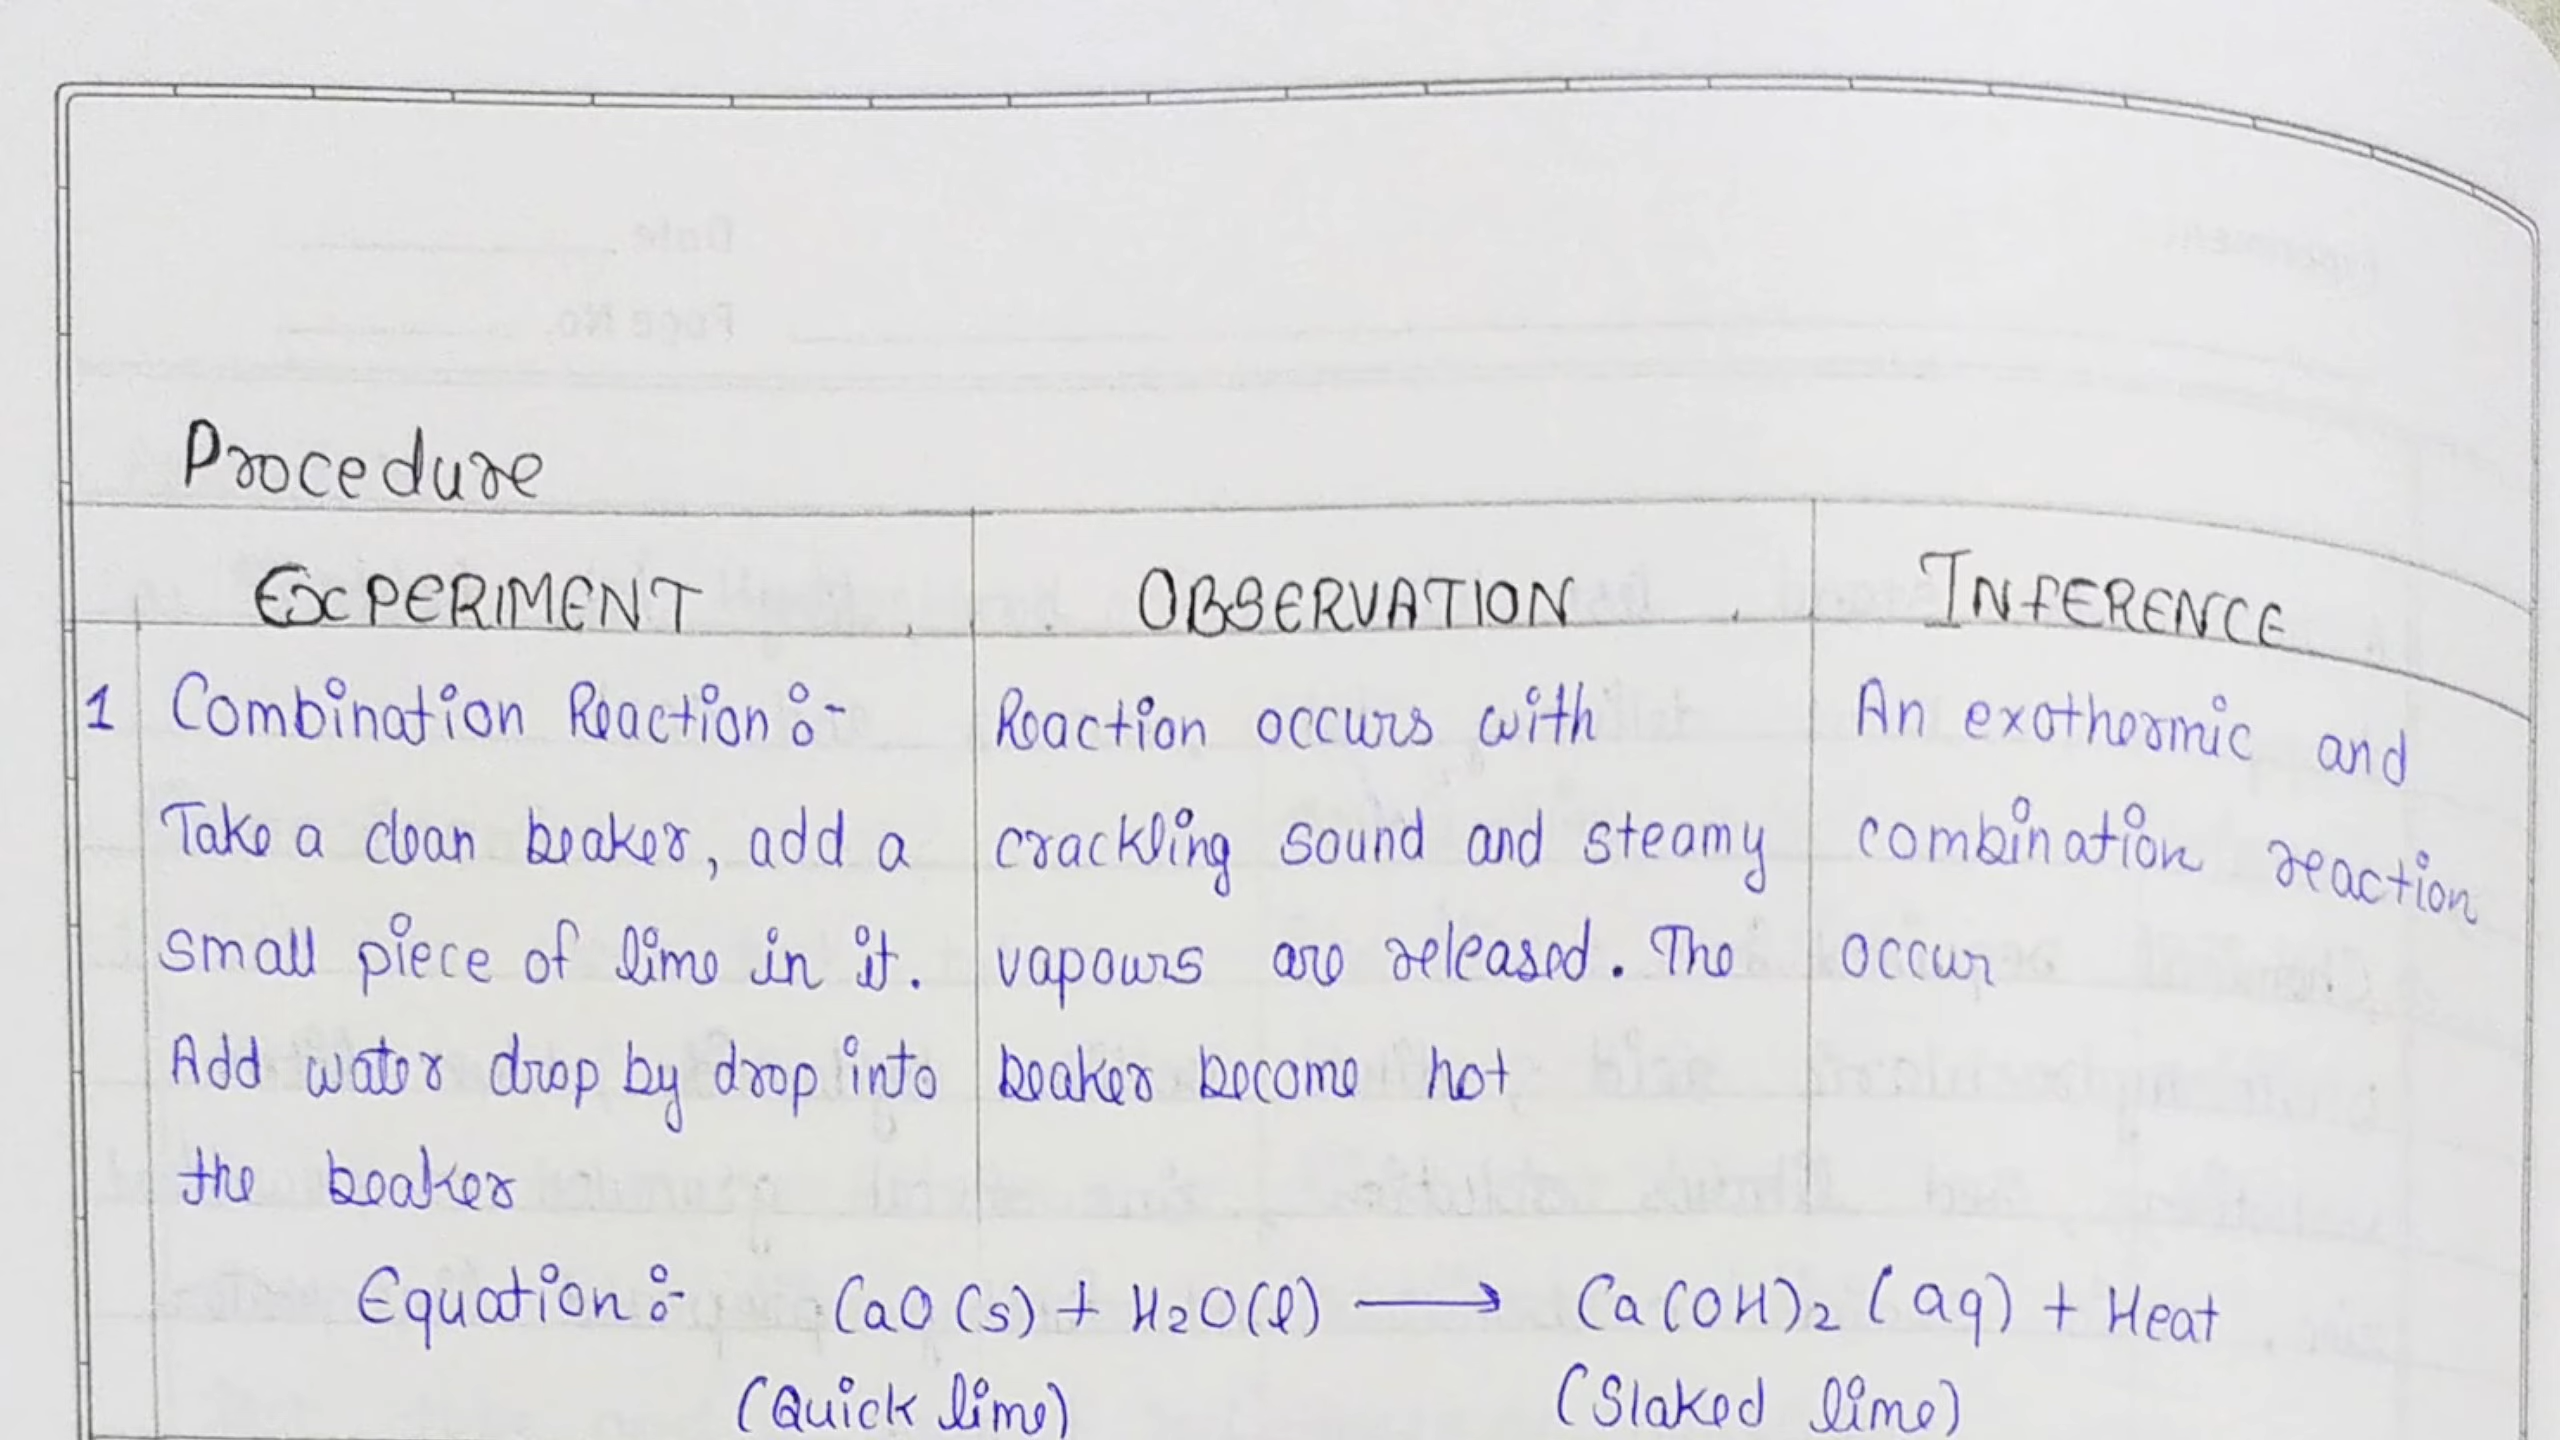 Procedure
EXPERIMENT OBSERVATION INFERENCE
1 Combination Reaction :- Reaction occurs with An exothermic and
Take a clean beaker, add a crackling sound and steamy combination reaction
small piece of lime in it. vapours are released. The occur
Add water drop by drop into beaker become hot
the beaker
Equation :- CaO (s) + H2O(l) ⟶ Ca(OH)2 (aq) + Heat
(Quick lime) (Slaked lime)